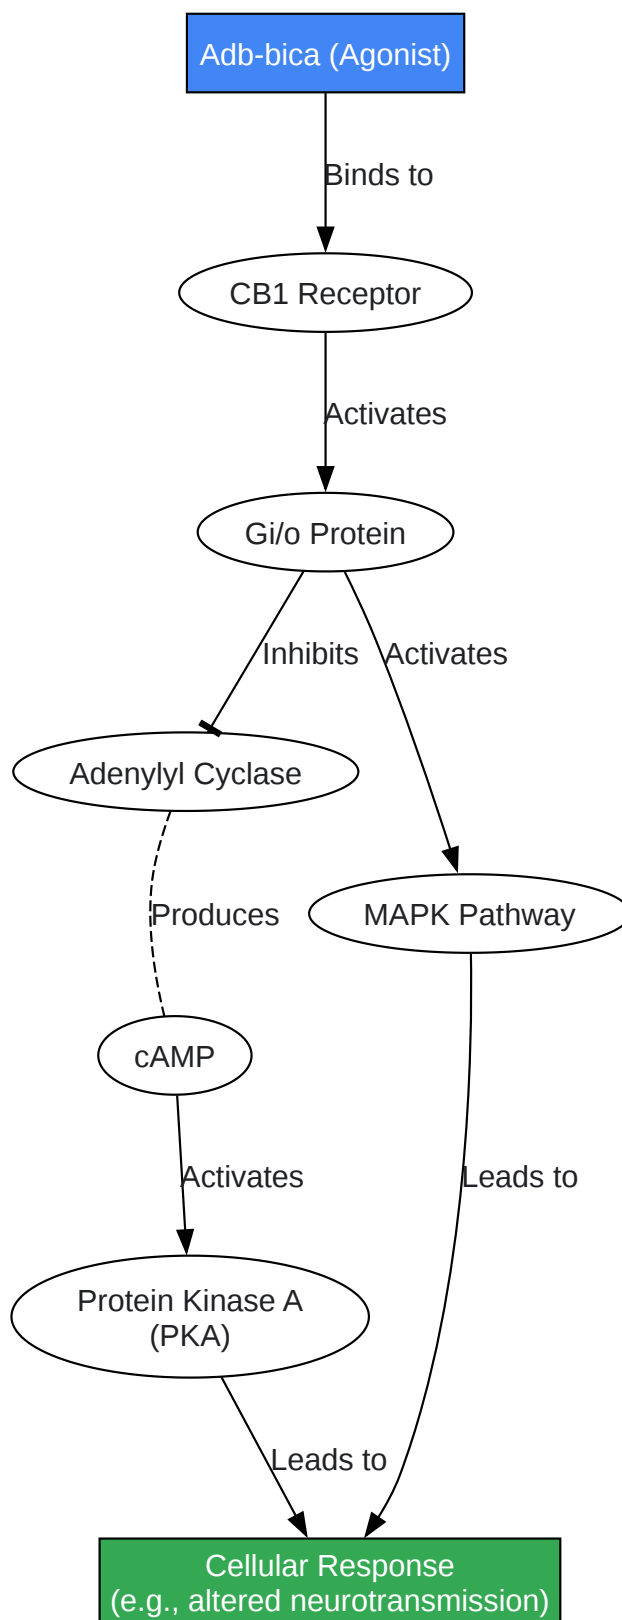 Adb-bica (Agonist)
Binds to
CB1 Receptor
Activates
Gi/o Protein
Inhibits
Activates
Adenylyl Cyclase
Produces
MAPK Pathway
cAMP
Activates
Leads to
Protein Kinase A
(PKA)
Leads to
Cellular Response
(e.g., altered neurotransmission)